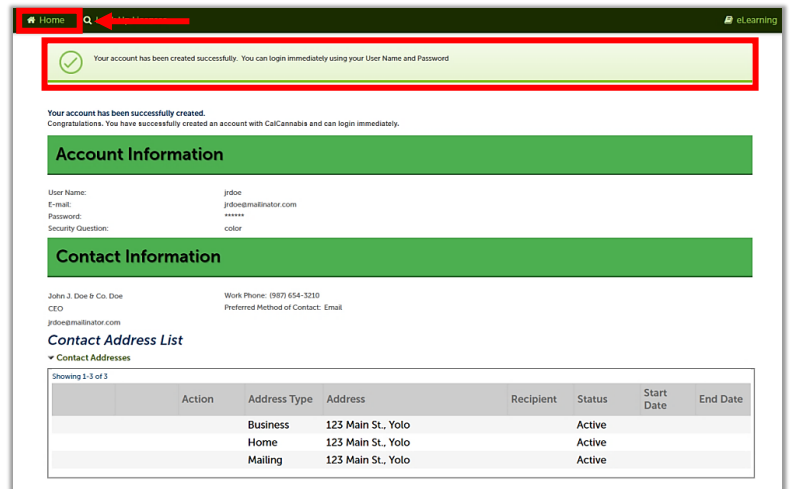 Home
eLearning
Your account has been created successfully. You can login immediately using your User Name and Password
Your account has been successfully created.
Congratulations. You have successfully created an account with CalCannabis and can login immediately.
Account Information
User Name: jrdoe
E-mail: jrdoe@mailinator.com
Password: ******
Security Question: color
Contact Information
John J. Doe & Co. Doe Work Phone: (987) 654-3210
CEO Preferred Method of Contact: Email
jrdoe@mailinator.com
Contact Address List
Contact Addresses
Showing 1-3 of 3
Action Address Type Address Recipient Status Start Date End Date
Business 123 Main St., Yolo Active
Home 123 Main St., Yolo Active
Mailing 123 Main St., Yolo Active